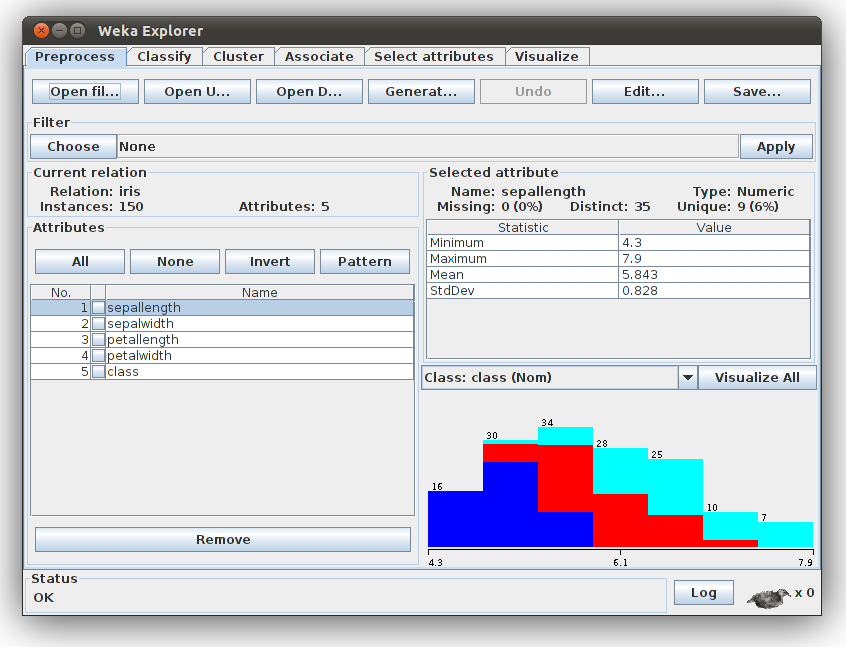 Weka Explorer
Preprocess Classify Cluster Associate Select attributes Visualize
Open fil... Open U... Open D... Generat... Undo Edit... Save...
Filter
Choose None Apply
Current relation
Relation: iris
Instances: 150 Attributes: 5
Attributes
All None Invert Pattern
No. Name
1 sepallength
2 sepalwidth
3 petallength
4 petalwidth
5 class
Remove
Selected attribute
Name: sepallength Type: Numeric
Missing: 0 (0%) Distinct: 35 Unique: 9 (6%)
Statistic Value
Minimum 4.3
Maximum 7.9
Mean 5.843
StdDev 0.828
Class: class (Nom) Visualize All
16 30 34 28 25 10 7
4.3 6.1 7.9
Status
OK
Log x 0